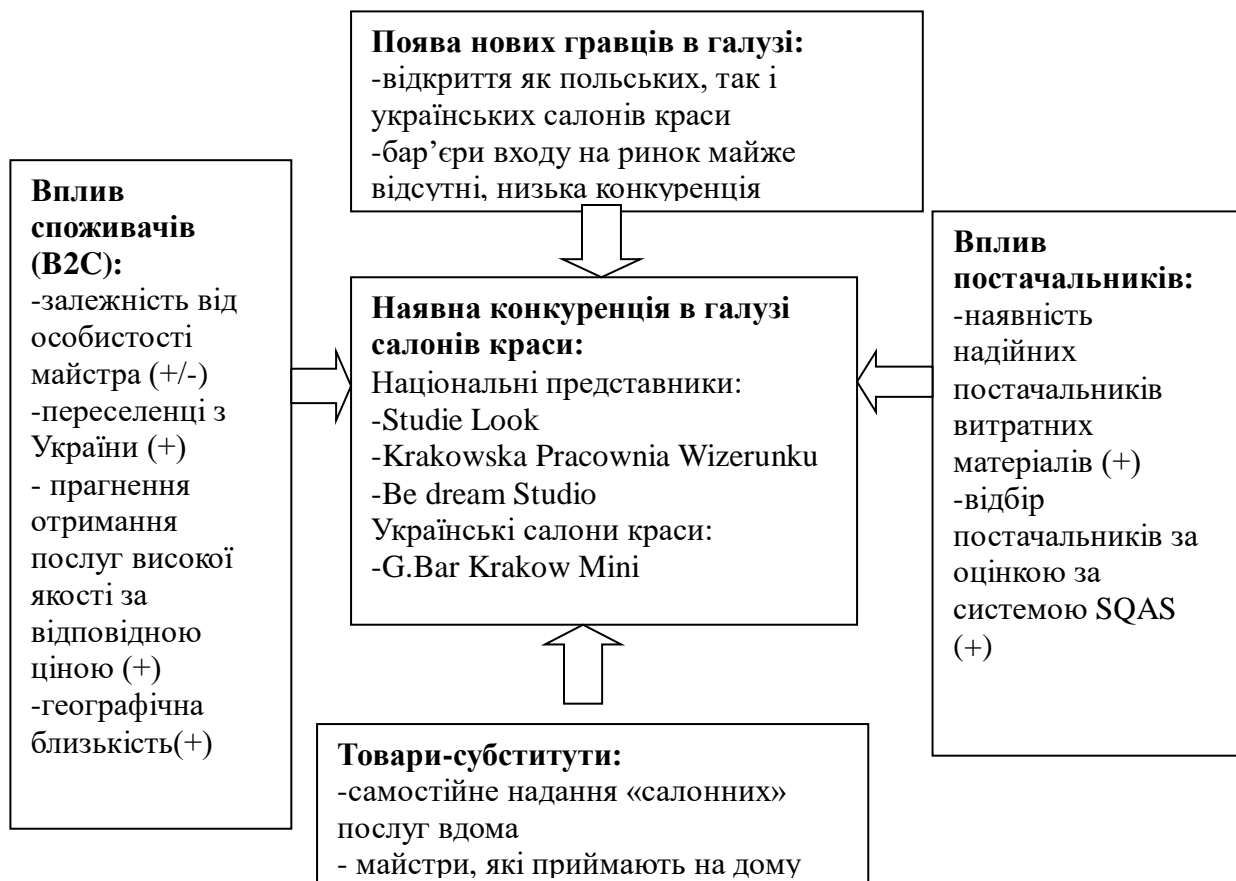 Поява нових гравців в галузі:
-відкриття як польських, так і
українських салонів краси
-бар’єри входу на ринок майже
відсутні, низька конкуренція
Вплив
споживачів
(B2C):
-залежність від
особистості
майстра (+/-)
-переселенці з
України (+)
- прагнення
отримання
послуг високої
якості за
відповідною
ціною (+)
-географічна
близькість(+)
Наявна конкуренція в галузі
салонів краси:
Національні представники:
-Studie Look
-Krakowska Pracownia Wizerunku
-Be dream Studio
Українські салони краси:
-G.Bar Krakow Mini
Вплив
постачальників:
-наявність
надійних
постачальників
витратних
матеріалів (+)
-відбір
постачальників за
оцінкою за
системою SQAS
(+)
Товари-субститути:
-самостійне надання «салонних»
послуг вдома
- майстри, які приймають на дому